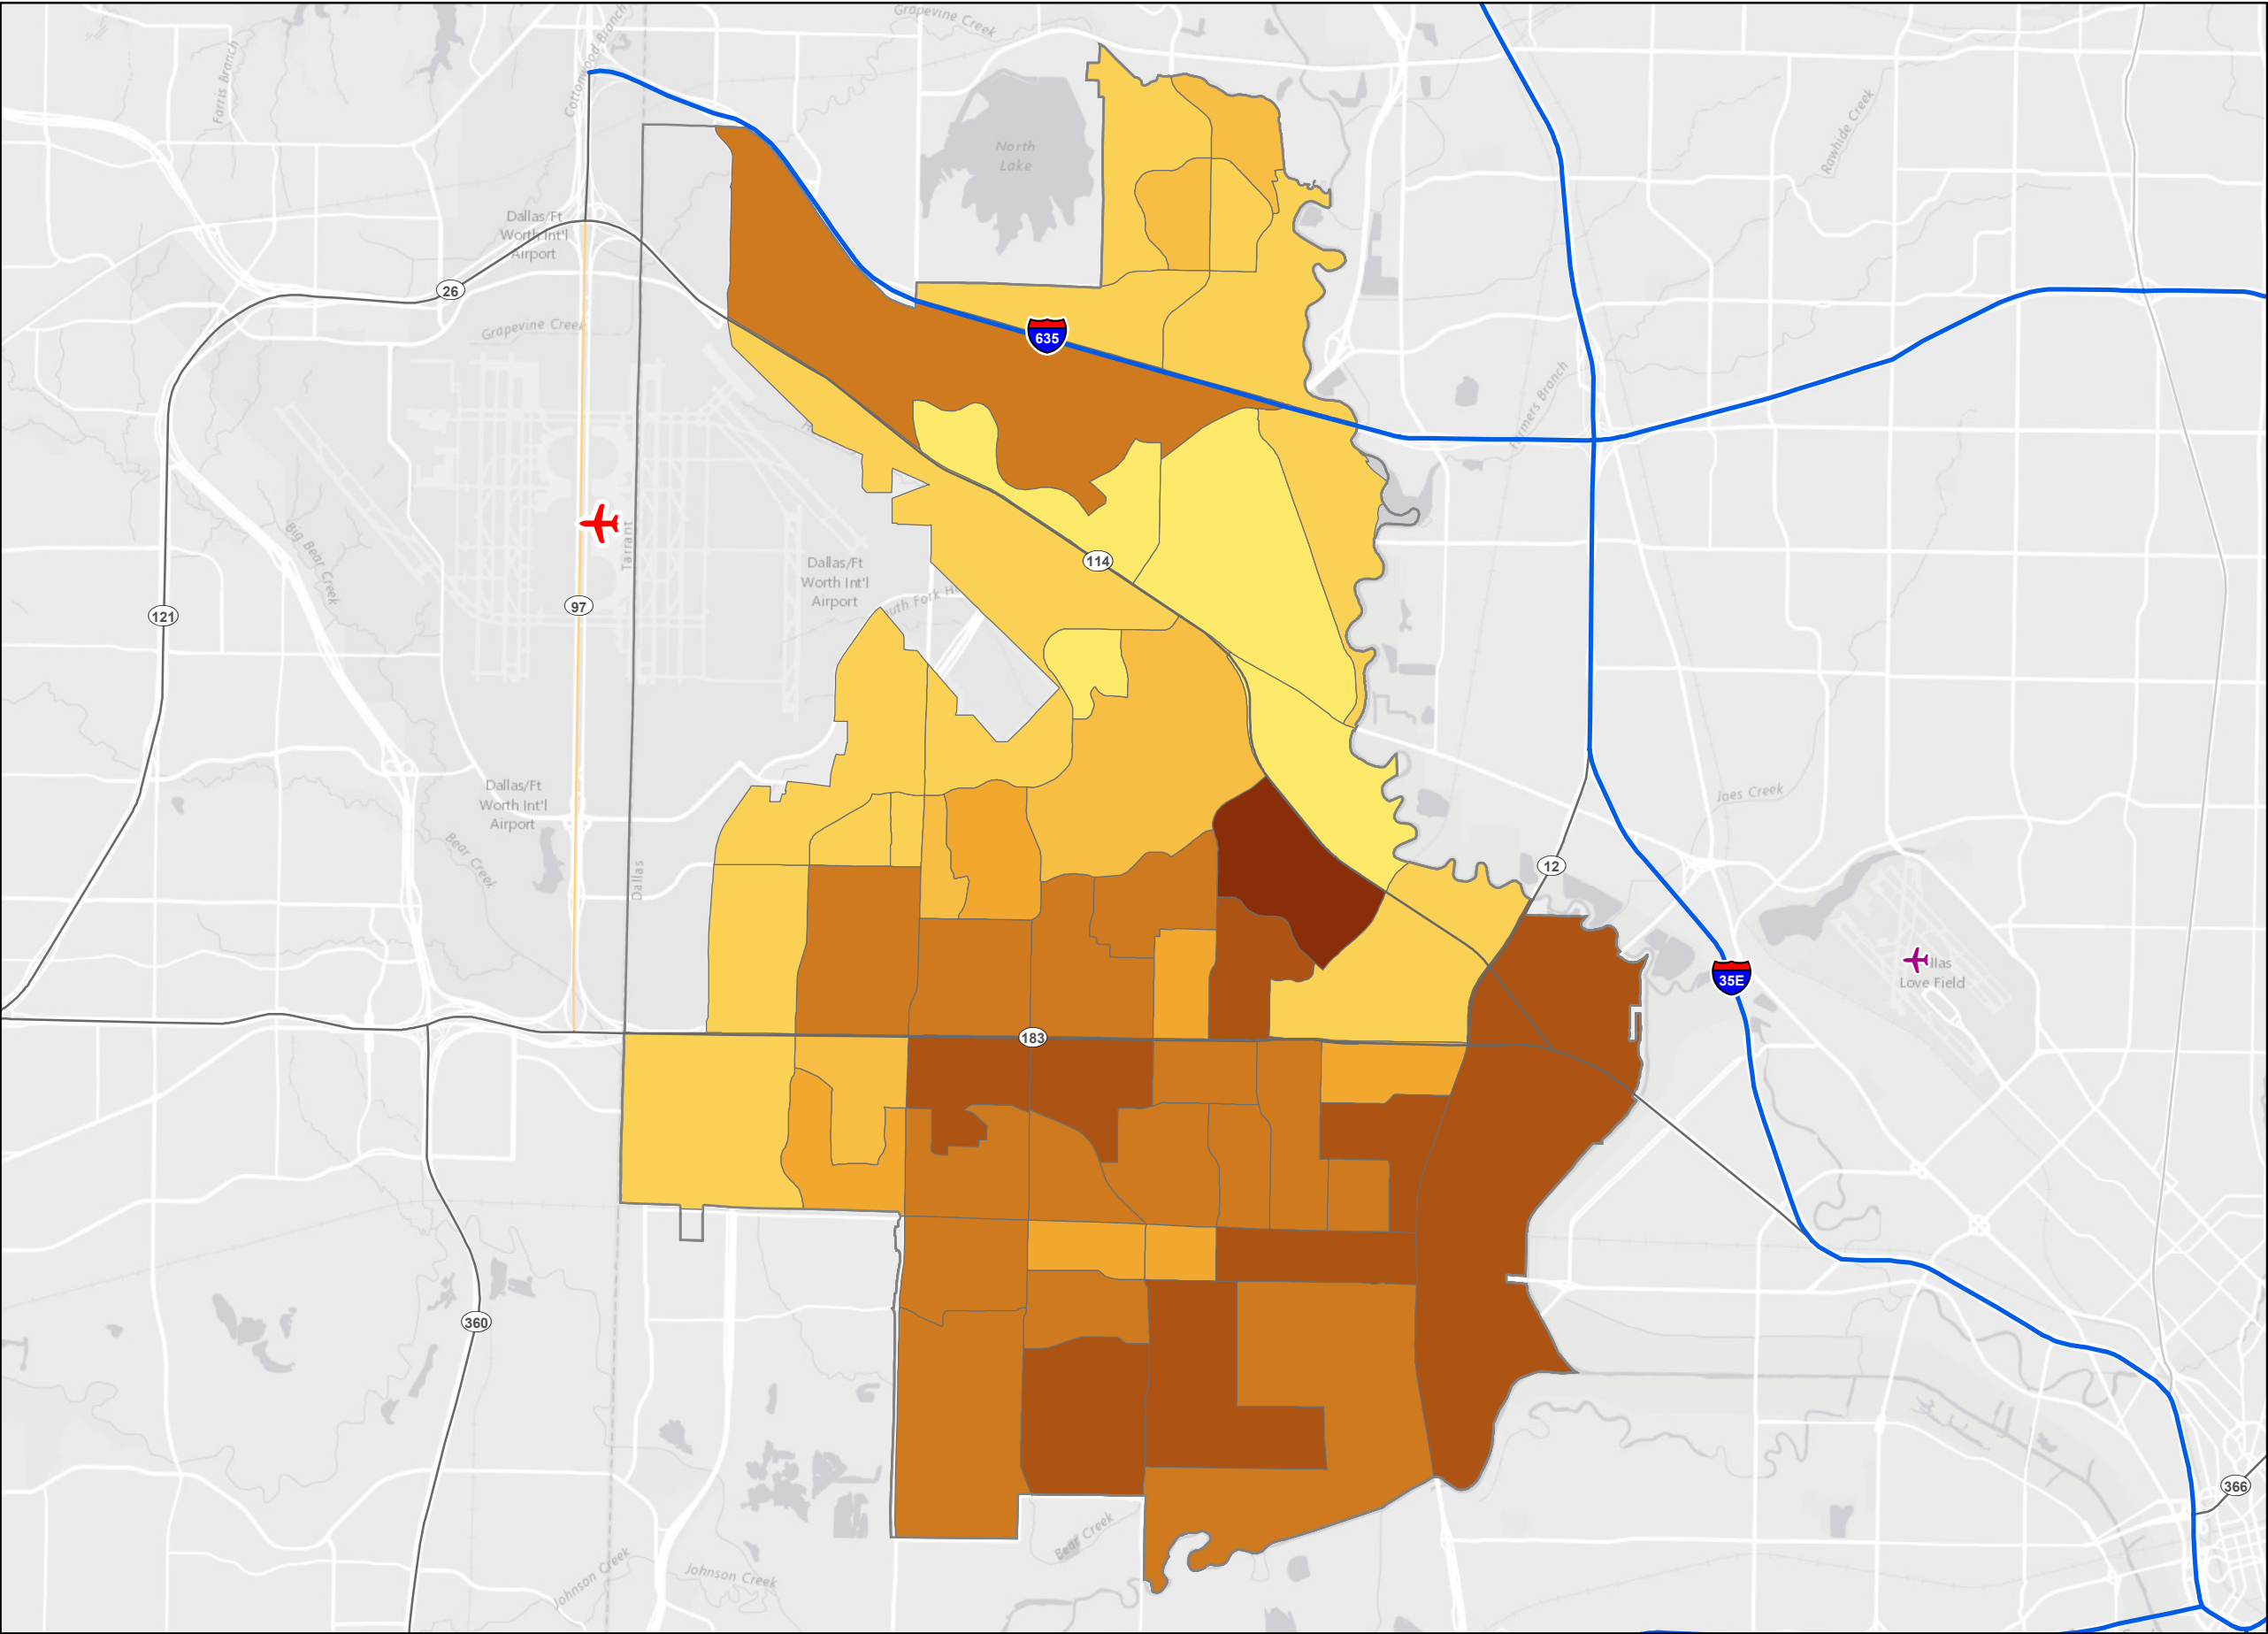 Grapevine Creek
Cottonwood Branch
Farris Branch
Rawhide Creek
North
Lake
Dallas/Ft
Worth Int'l
Airport
26
Grapevine Creek
635
Farmers Branch
114
Tarrant
Big Bear Creek
Dallas/Ft
Worth Int'l
Airport
97
121
South Fork
Dallas/Ft
Worth Int'l
Airport
Joes Creek
Bear Creek
Dallas
12
35E
Love Field
183
360
366
Bear Creek
Johnson Creek
Johnson Creek